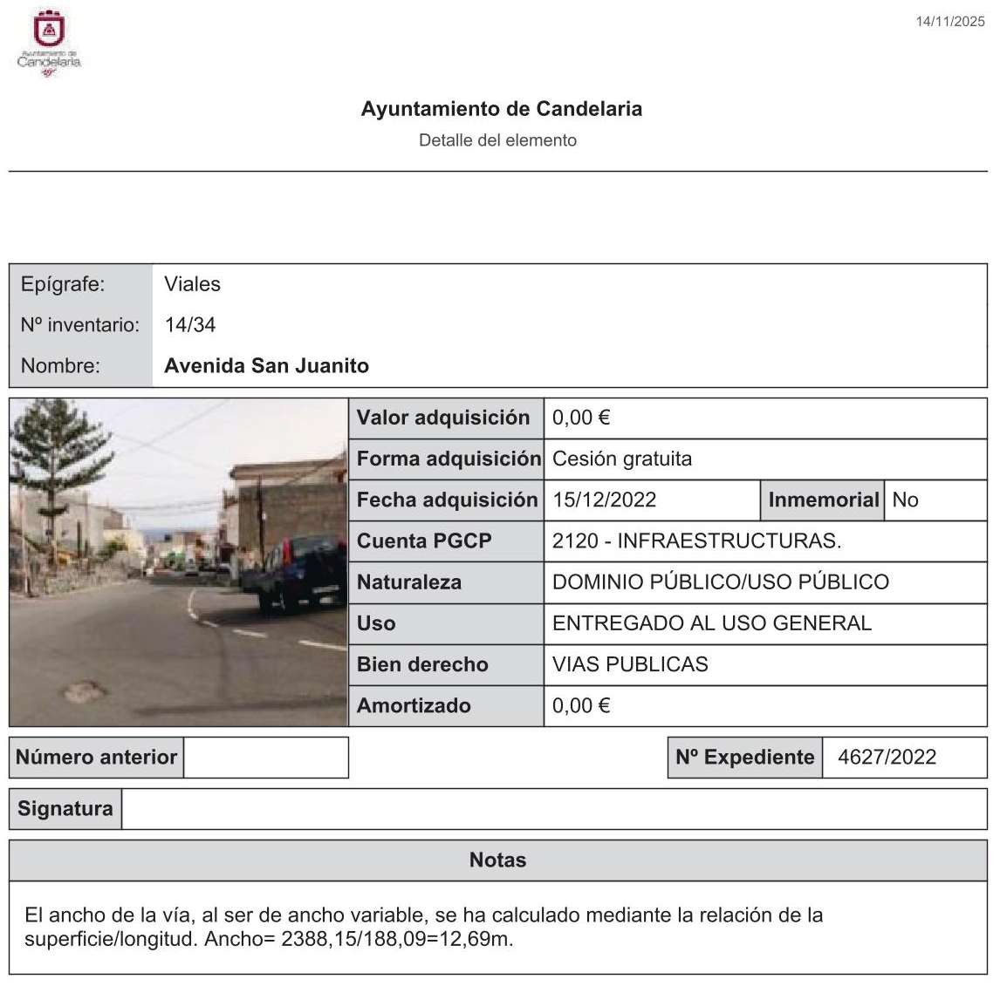 Ayuntamiento de
Candelaria
14/11/2025
Ayuntamiento de Candelaria
Detalle del elemento
Epígrafe: Viales
Nº inventario: 14/34
Nombre: Avenida San Juanito
Valor adquisición 0,00 €
Forma adquisición Cesión gratuita
Fecha adquisición 15/12/2022 Inmemorial No
Cuenta PGCP 2120 - INFRAESTRUCTURAS.
Naturaleza DOMINIO PÚBLICO/USO PÚBLICO
Uso ENTREGADO AL USO GENERAL
Bien derecho VIAS PUBLICAS
Amortizado 0,00 €
Número anterior Nº Expediente 4627/2022
Signatura
Notas
El ancho de la vía, al ser de ancho variable, se ha calculado mediante la relación de la
superficie/longitud. Ancho= 2388,15/188,09=12,69m.